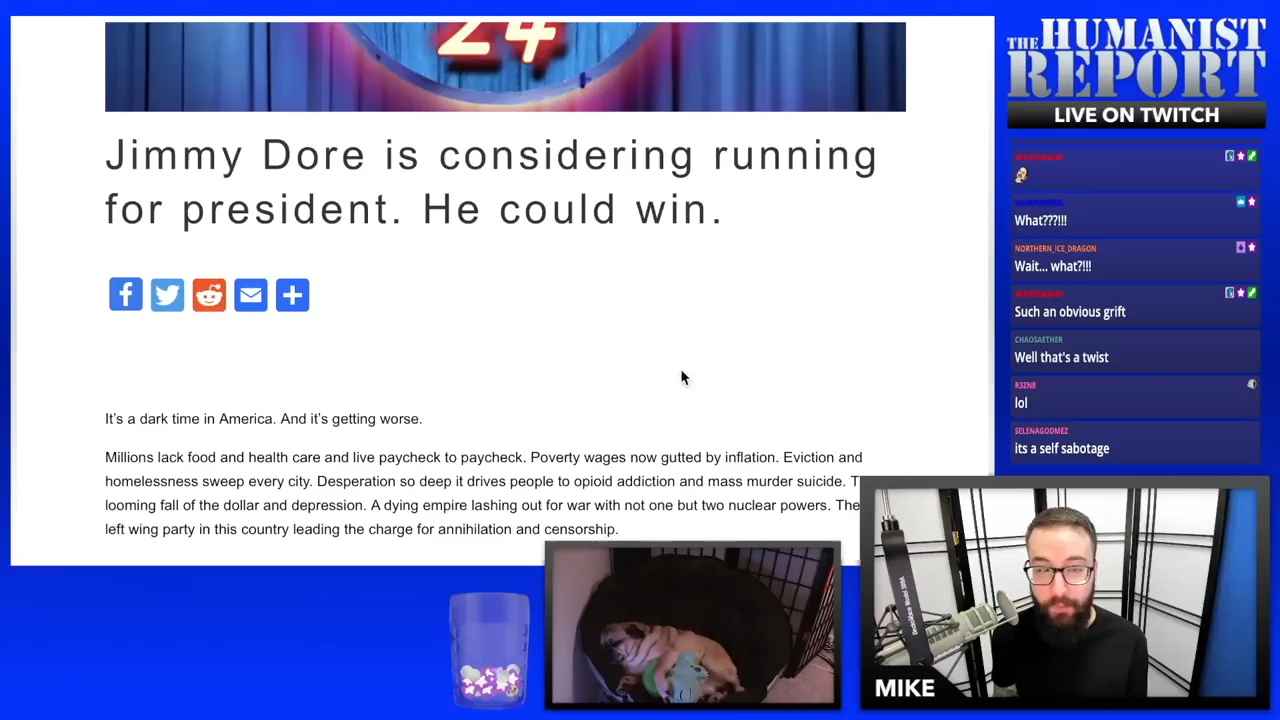 24
Jimmy Dore is considering running
for president. He could win.
It's a dark time in America. And it's getting worse.
Millions lack food and health care and live paycheck to paycheck. Poverty wages now gutted by inflation. Eviction and
homelessness sweep every city. Desperation so deep it drives people to opioid addiction and mass murder suicide. T
looming fall of the dollar and depression. A dying empire lashing out for war with not one but two nuclear powers. The
left wing party in this country leading the charge for annihilation and censorship.
THE HUMANIST
REPORT
LIVE ON TWITCH
What???!!!
NORTHERN_ICE_DRAGON
Wait... what?!!!
Such an obvious grift
CHAOSAETHER
Well that's a twist
R3ZN8
lol
SELENAGODMEZ
its a self sabotage
MIKE